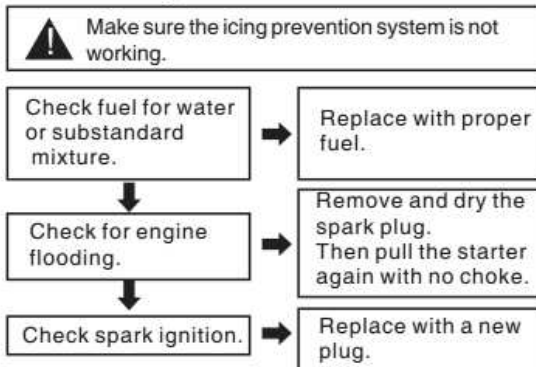 Make sure the icing prevention system is not
working.
Check fuel for water
or substandard
mixture.
Replace with proper
fuel.
Check for engine
flooding.
Remove and dry the
spark plug.
Then pull the starter
again with no choke.
Check spark ignition.
Replace with a new
plug.